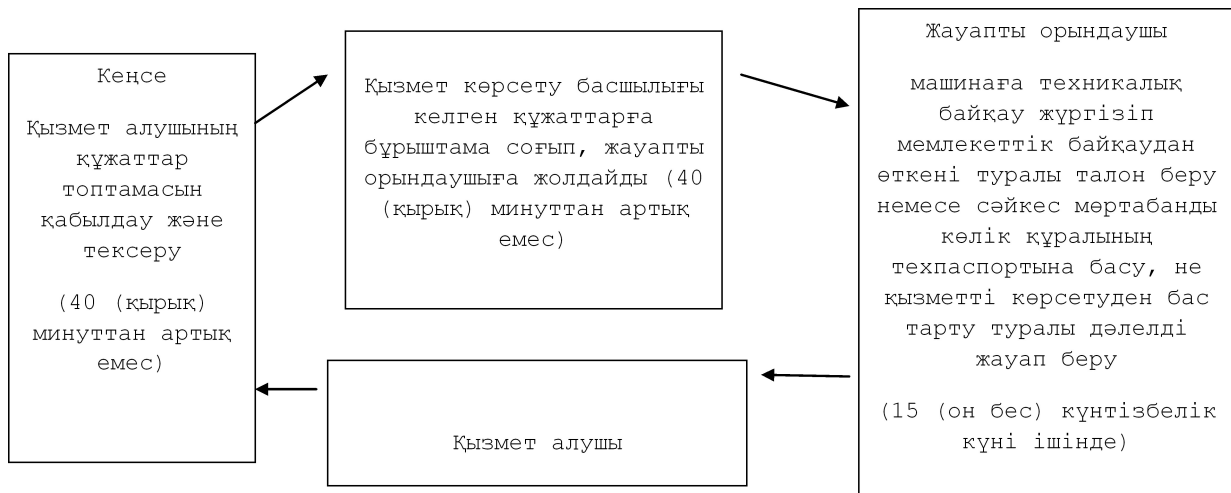 Кеңсе
Қызмет алушының
құжаттар
топтамасын
қабылдау және
тексеру
(40 (қырық)
минуттан артық
емес)
Қызмет көрсету басшылығы
келген құжаттарға
бұрыштама соғып, жауапты
орындаушыға жолдайды (40
(қырық) минуттан артық
емес)
Жауапты орындаушы
машинаға техникалық
байқау жүргізіп
мемлекеттік байқаудан
өткені туралы талон беру
немесе сәйкес мөртабанды
көлік құралының
техпаспортына басу, не
қызметті көрсетуден бас
тарту туралы дәлелді
жауап беру
(15 (он бес) күнтізбелік
күні ішінде)
Қызмет алушы